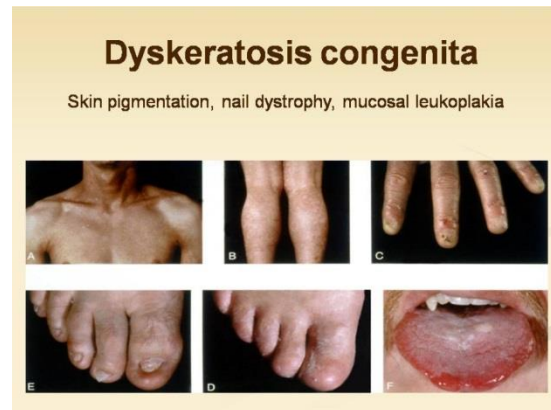 Dyskeratosis congenita
Skin pigmentation, nail dystrophy, mucosal leukoplakia
A
B
C
E
D
F